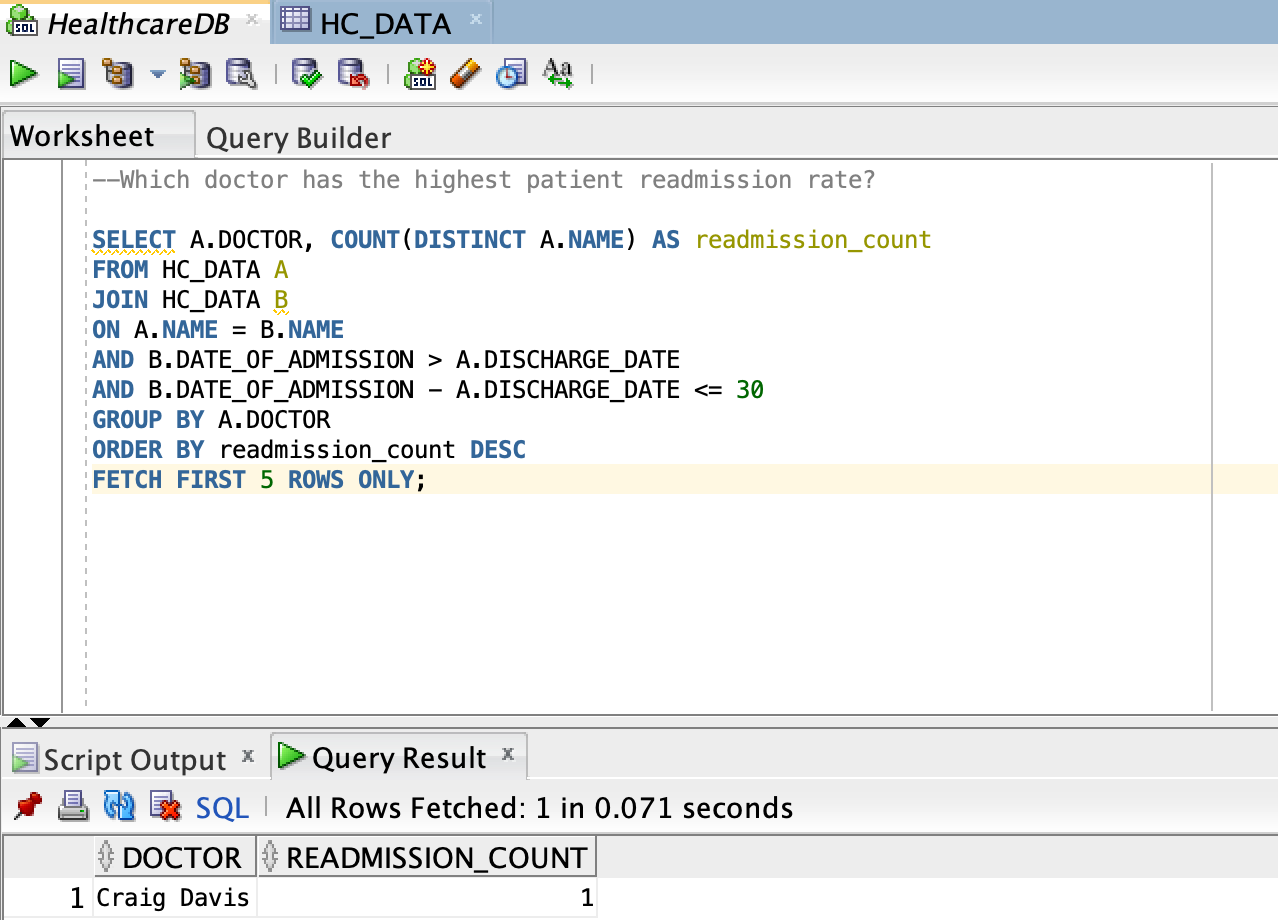 HealthcareDB
HC_DATA
Worksheet
Query Builder
--Which doctor has the highest patient readmission rate?
SELECT A.DOCTOR, COUNT(DISTINCT A.NAME) AS readmission_count
FROM HC_DATA A
JOIN HC_DATA B
ON A.NAME = B.NAME
AND B.DATE_OF_ADMISSION > A.DISCHARGE_DATE
AND B.DATE_OF_ADMISSION - A.DISCHARGE_DATE <= 30
GROUP BY A.DOCTOR
ORDER BY readmission_count DESC
FETCH FIRST 5 ROWS ONLY;
Script Output
Query Result
SQL
All Rows Fetched: 1 in 0.071 seconds
DOCTOR READMISSION_COUNT
1 Craig Davis 1